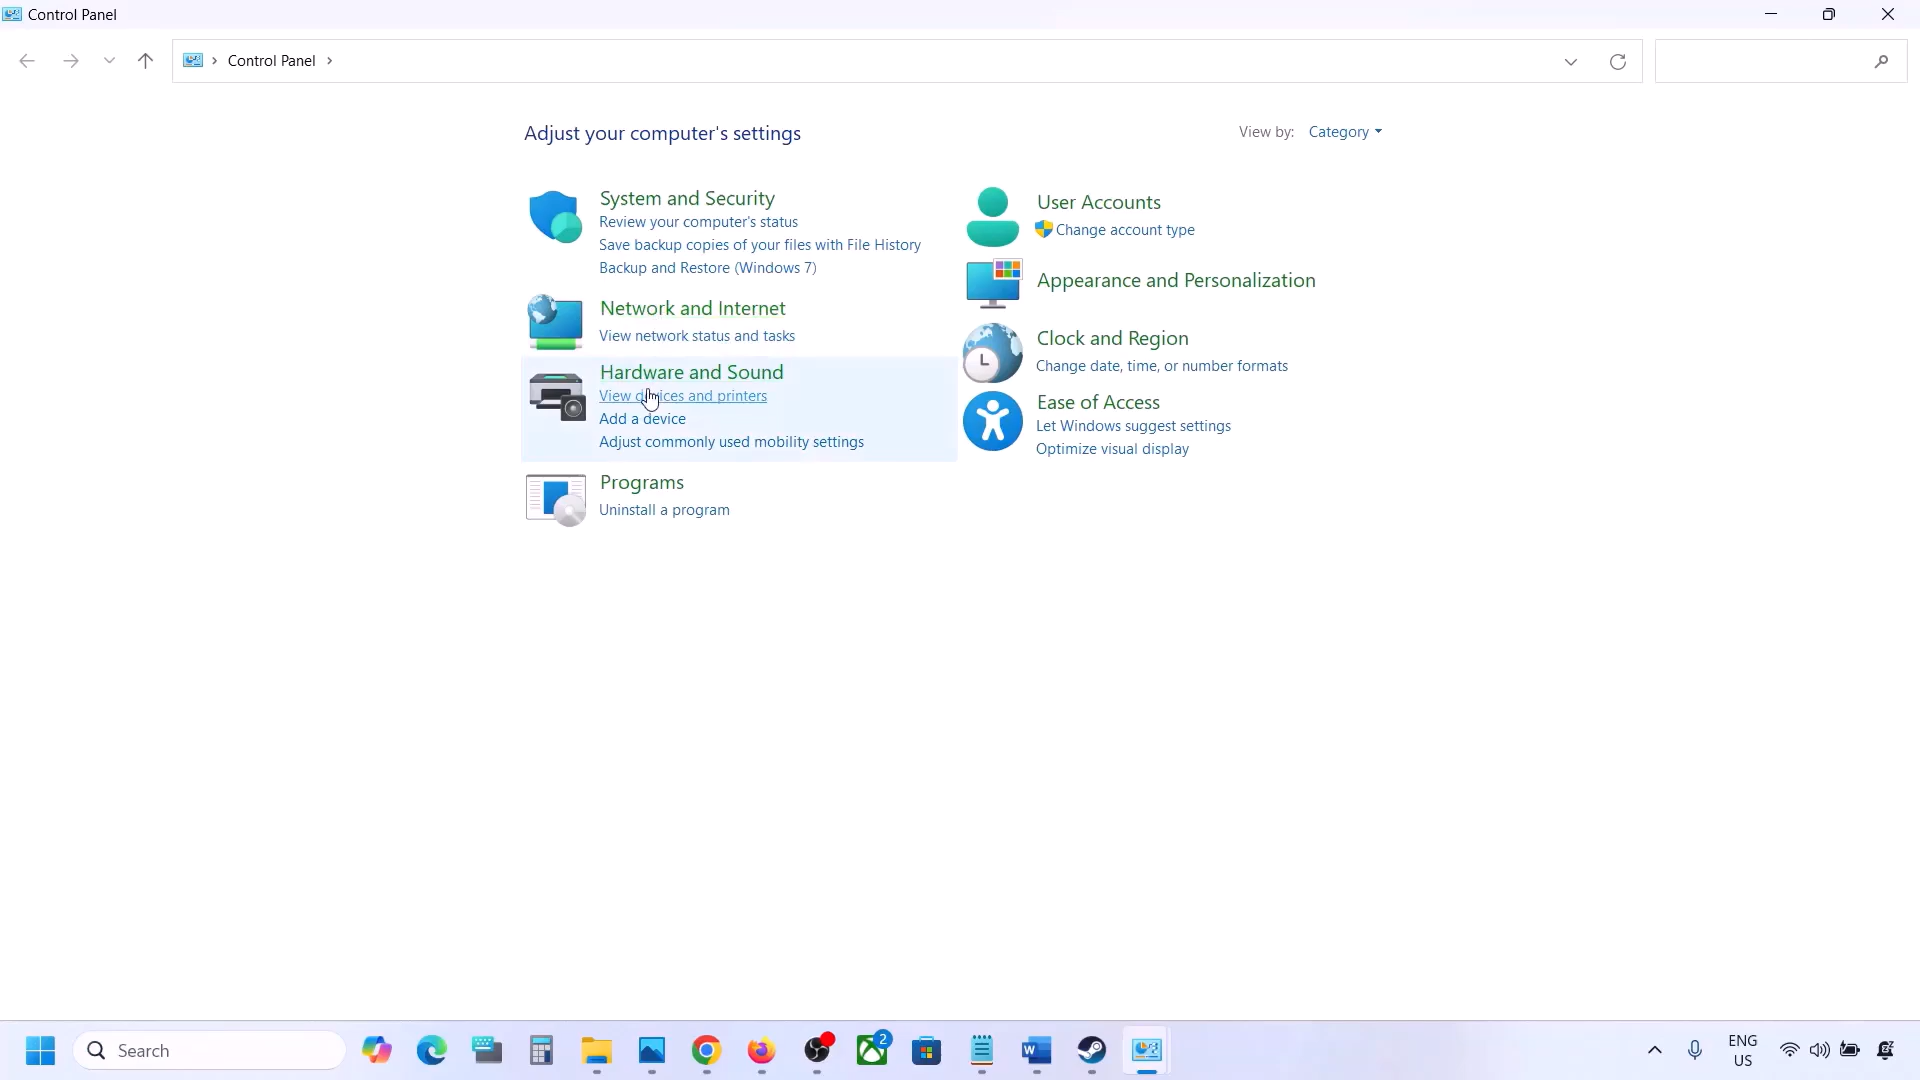 Control Panel
Control Panel
Adjust your computer's settings
View by: Category
System and Security
Review your computer's status
Save backup copies of your files with File History
Backup and Restore (Windows 7)
Network and Internet
View network status and tasks
Hardware and Sound
View devices and printers
Add a device
Adjust commonly used mobility settings
Programs
Uninstall a program
User Accounts
Change account type
Appearance and Personalization
Clock and Region
Change date, time, or number formats
Ease of Access
Let Windows suggest settings
Optimize visual display
Search
2
ENG
US